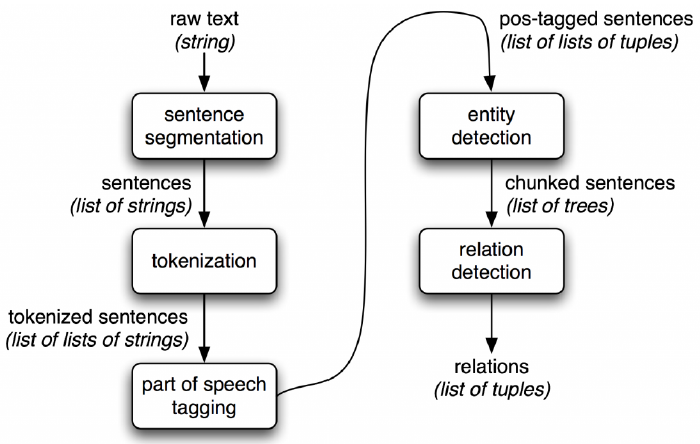 raw text
(string)
sentence
segmentation
sentences
(list of strings)
tokenization
tokenized sentences
(list of lists of strings)
part of speech
tagging
pos-tagged sentences
(list of lists of tuples)
entity
detection
chunked sentences
(list of trees)
relation
detection
relations
(list of tuples)